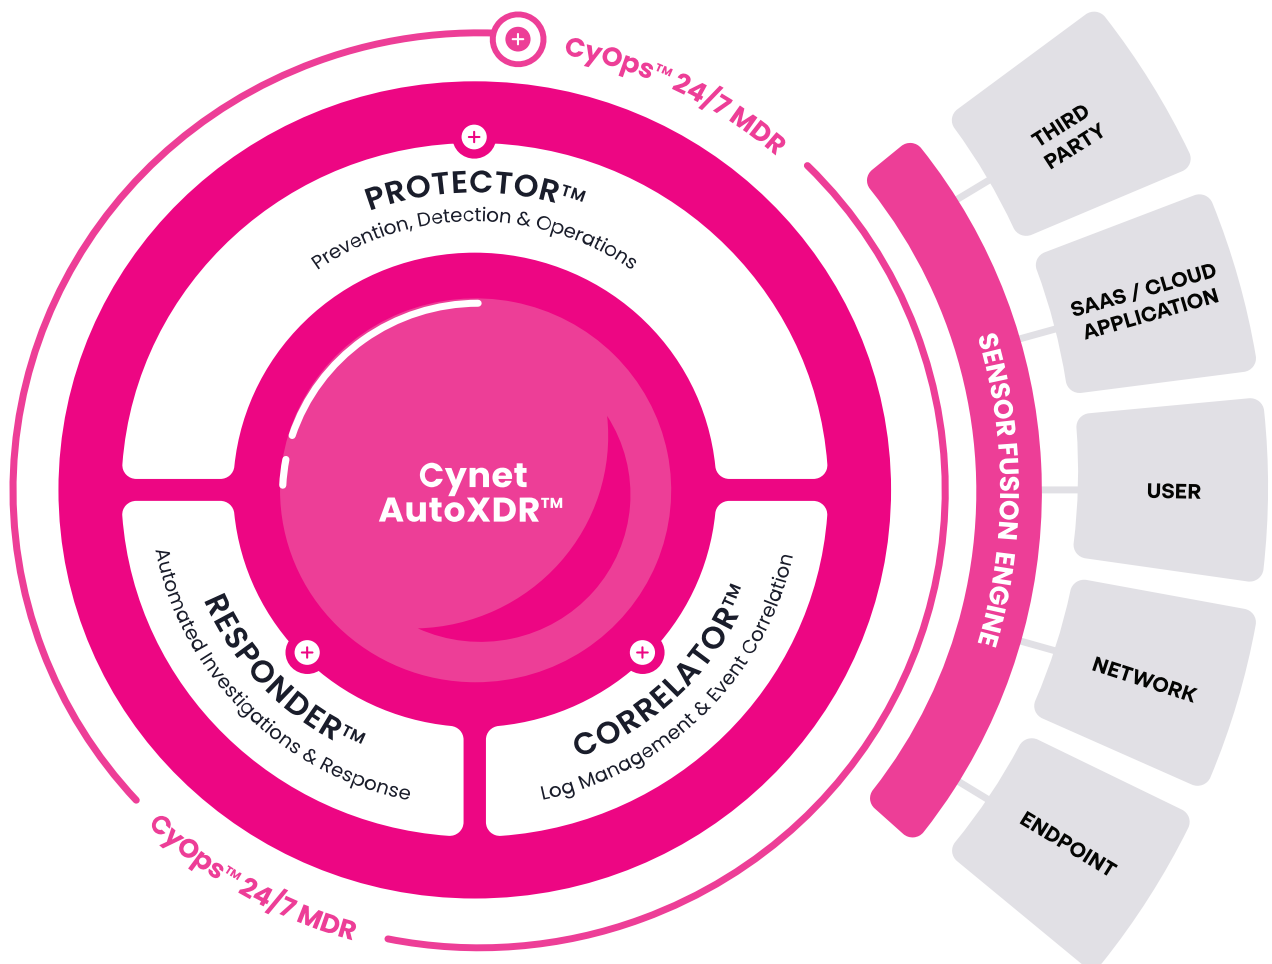 CyOps™ 24/7 MDR
PROTECTOR™
Prevention, Detection & Operations
Cynet
AutoXDR™
RESPONDER™
Automated Investigations & Response
CORRELATOR™
Log Management & Event Correlation
CyOps™ 24/7 MDR
SENSOR FUSION ENGINE
THIRD
PARTY
SAAS / CLOUD
APPLICATION
USER
NETWORK
ENDPOINT